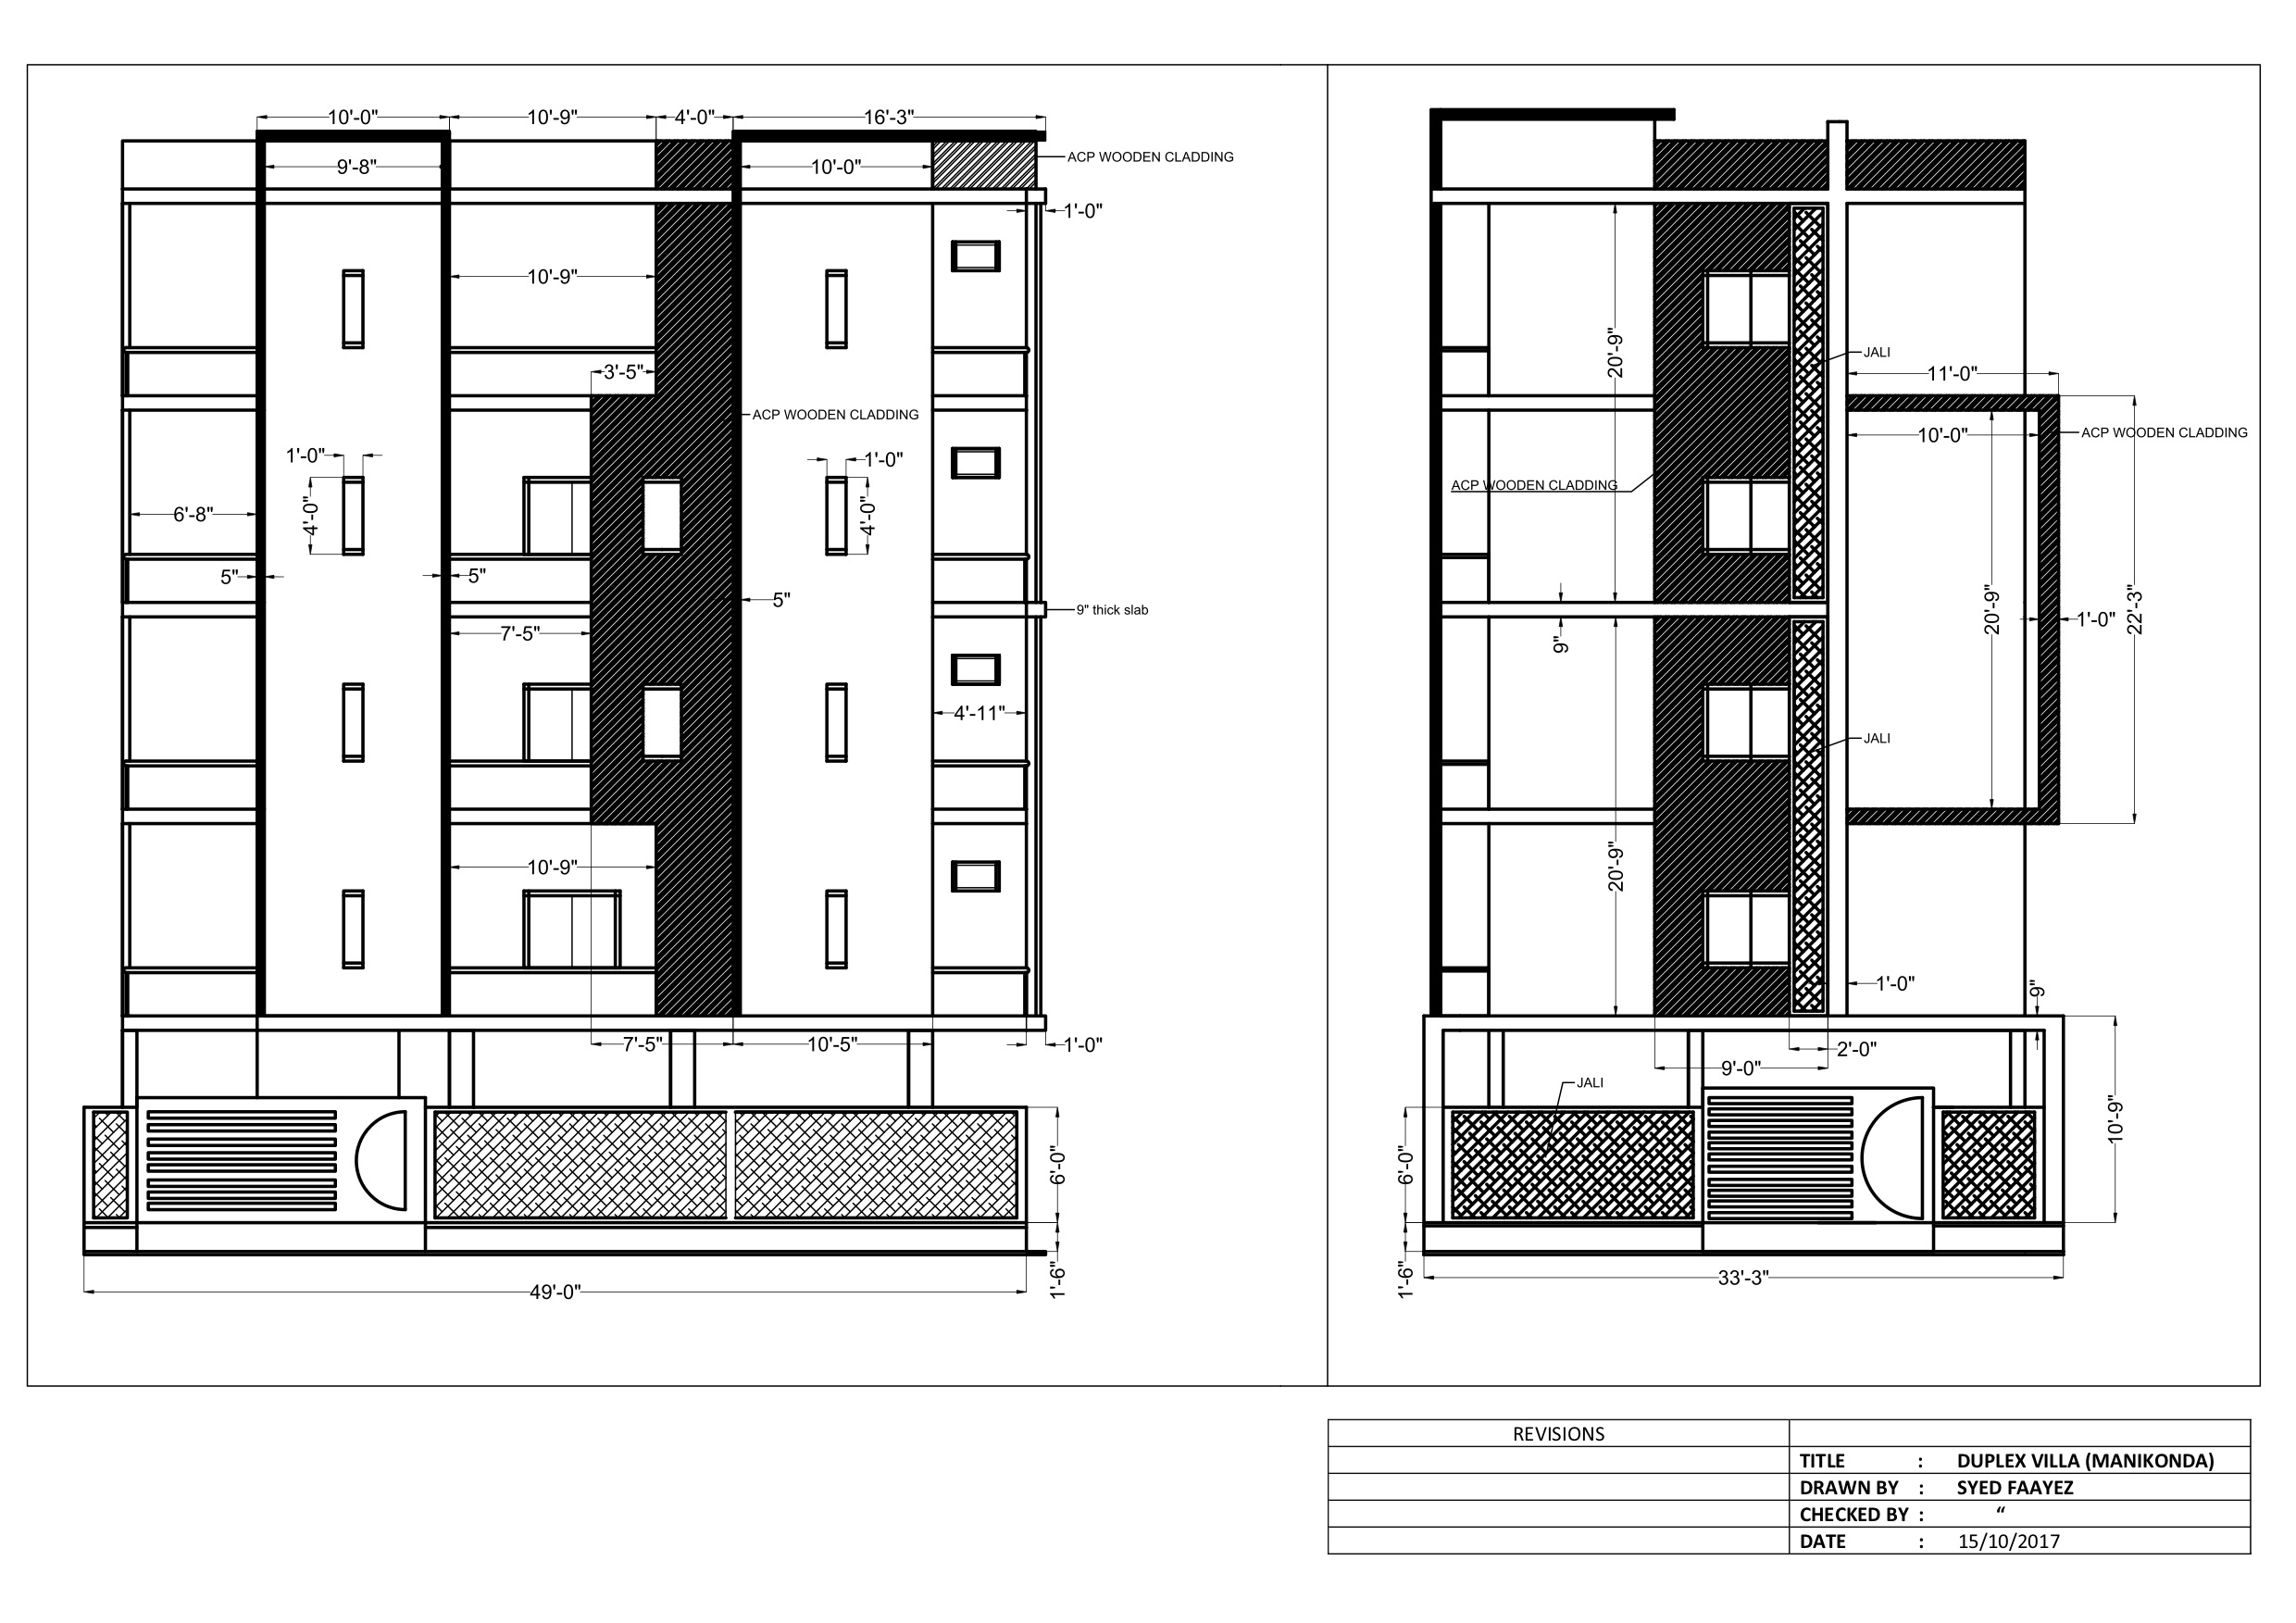 10'-0" 10'-9" 4'-0" 16'-3"
9'-8" 10'-0" ACP WOODEN CLADDING
1'-0"
10'-9"
3'-5"
ACP WOODEN CLADDING
1'-0" 1'-0"
4'-0" 4'-0"
6'-8"
5" 5" 5"
9" thick slab
7'-5"
4'-11"
10'-9"
7'-5" 10'-5" 1'-0"
6'-0"
1'-6"
49'-0"
20'-9"
JALI
11'-0"
10'-0" ACP WOODEN CLADDING
ACP WOODEN CLADDING
9"
20'-9" 1'-0" 22'-3"
JALI
20'-9"
1'-0" 9"
2'-0"
9'-0"
JALI
10'-9"
6'-0"
1'-6"
33'-3"
REVISIONS
TITLE : DUPLEX VILLA (MANIKONDA)
DRAWN BY : SYED FAAYEZ
CHECKED BY : “
DATE : 15/10/2017